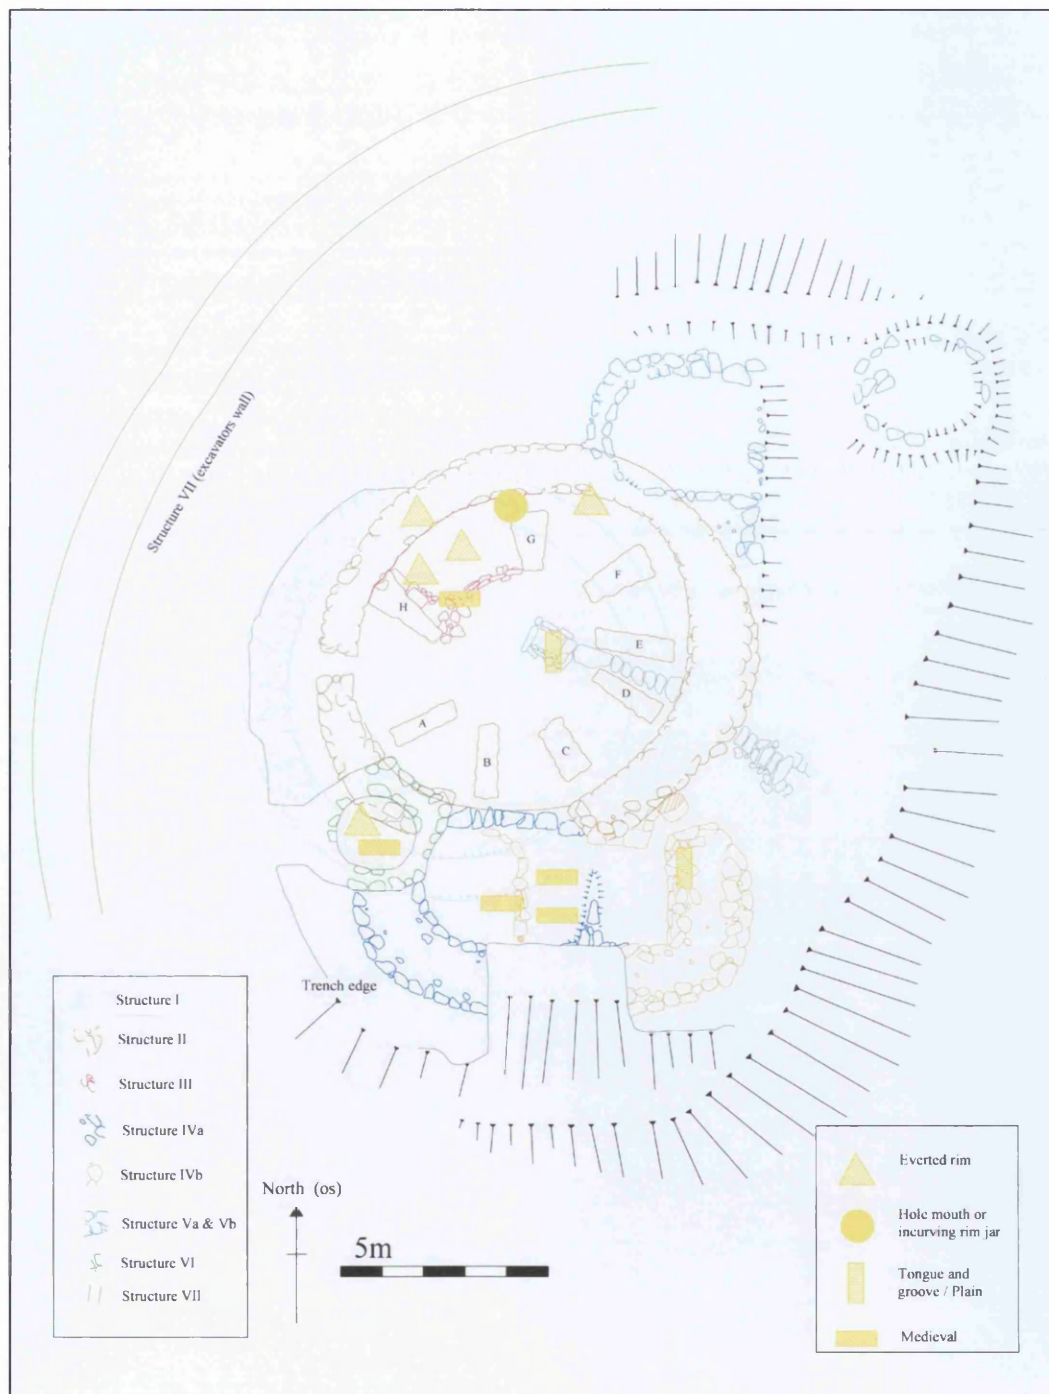 Structure VII (excavators wall)
G
F
H
E
D
A
B
C
Trench edge
Structure I
Structure II
Structure III
Structure IVa
Structure IVb
Structure Va & Vb
Structure VI
Structure VII
North (os)
5m
Everted rim
Hole mouth or
incurving rim jar
Tongue and
groove / Plain
Medieval